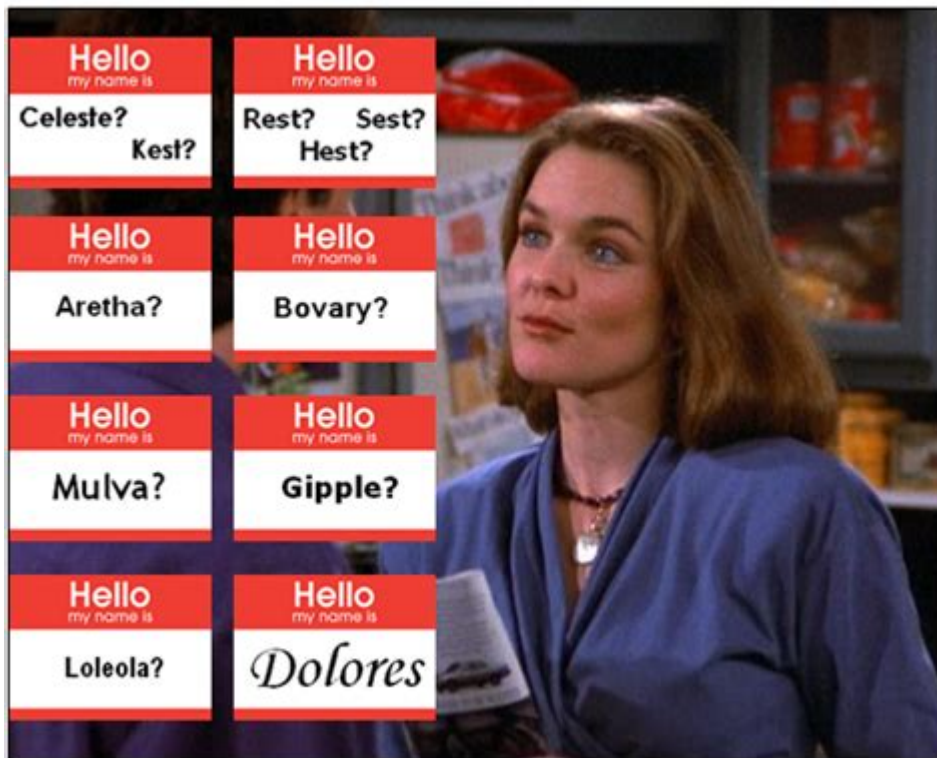 Hello
my name is
Celeste?
Kest?
Hello
my name is
Rest? Sest?
Hest?
Hello
my name is
Aretha?
Hello
my name is
Bovary?
Hello
my name is
Mulva?
Hello
my name is
Gipple?
Hello
my name is
Loleola?
Hello
my name is
Dolores
Think
Think